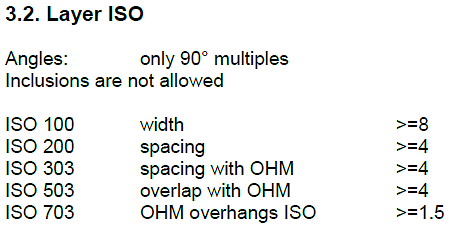 3.2. Layer ISO
Angles: only 90° multiples
Inclusions are not allowed
ISO 100 width >=8
ISO 200 spacing >=4
ISO 303 spacing with OHM >=4
ISO 503 overlap with OHM >=4
ISO 703 OHM overhangs ISO >=1.5